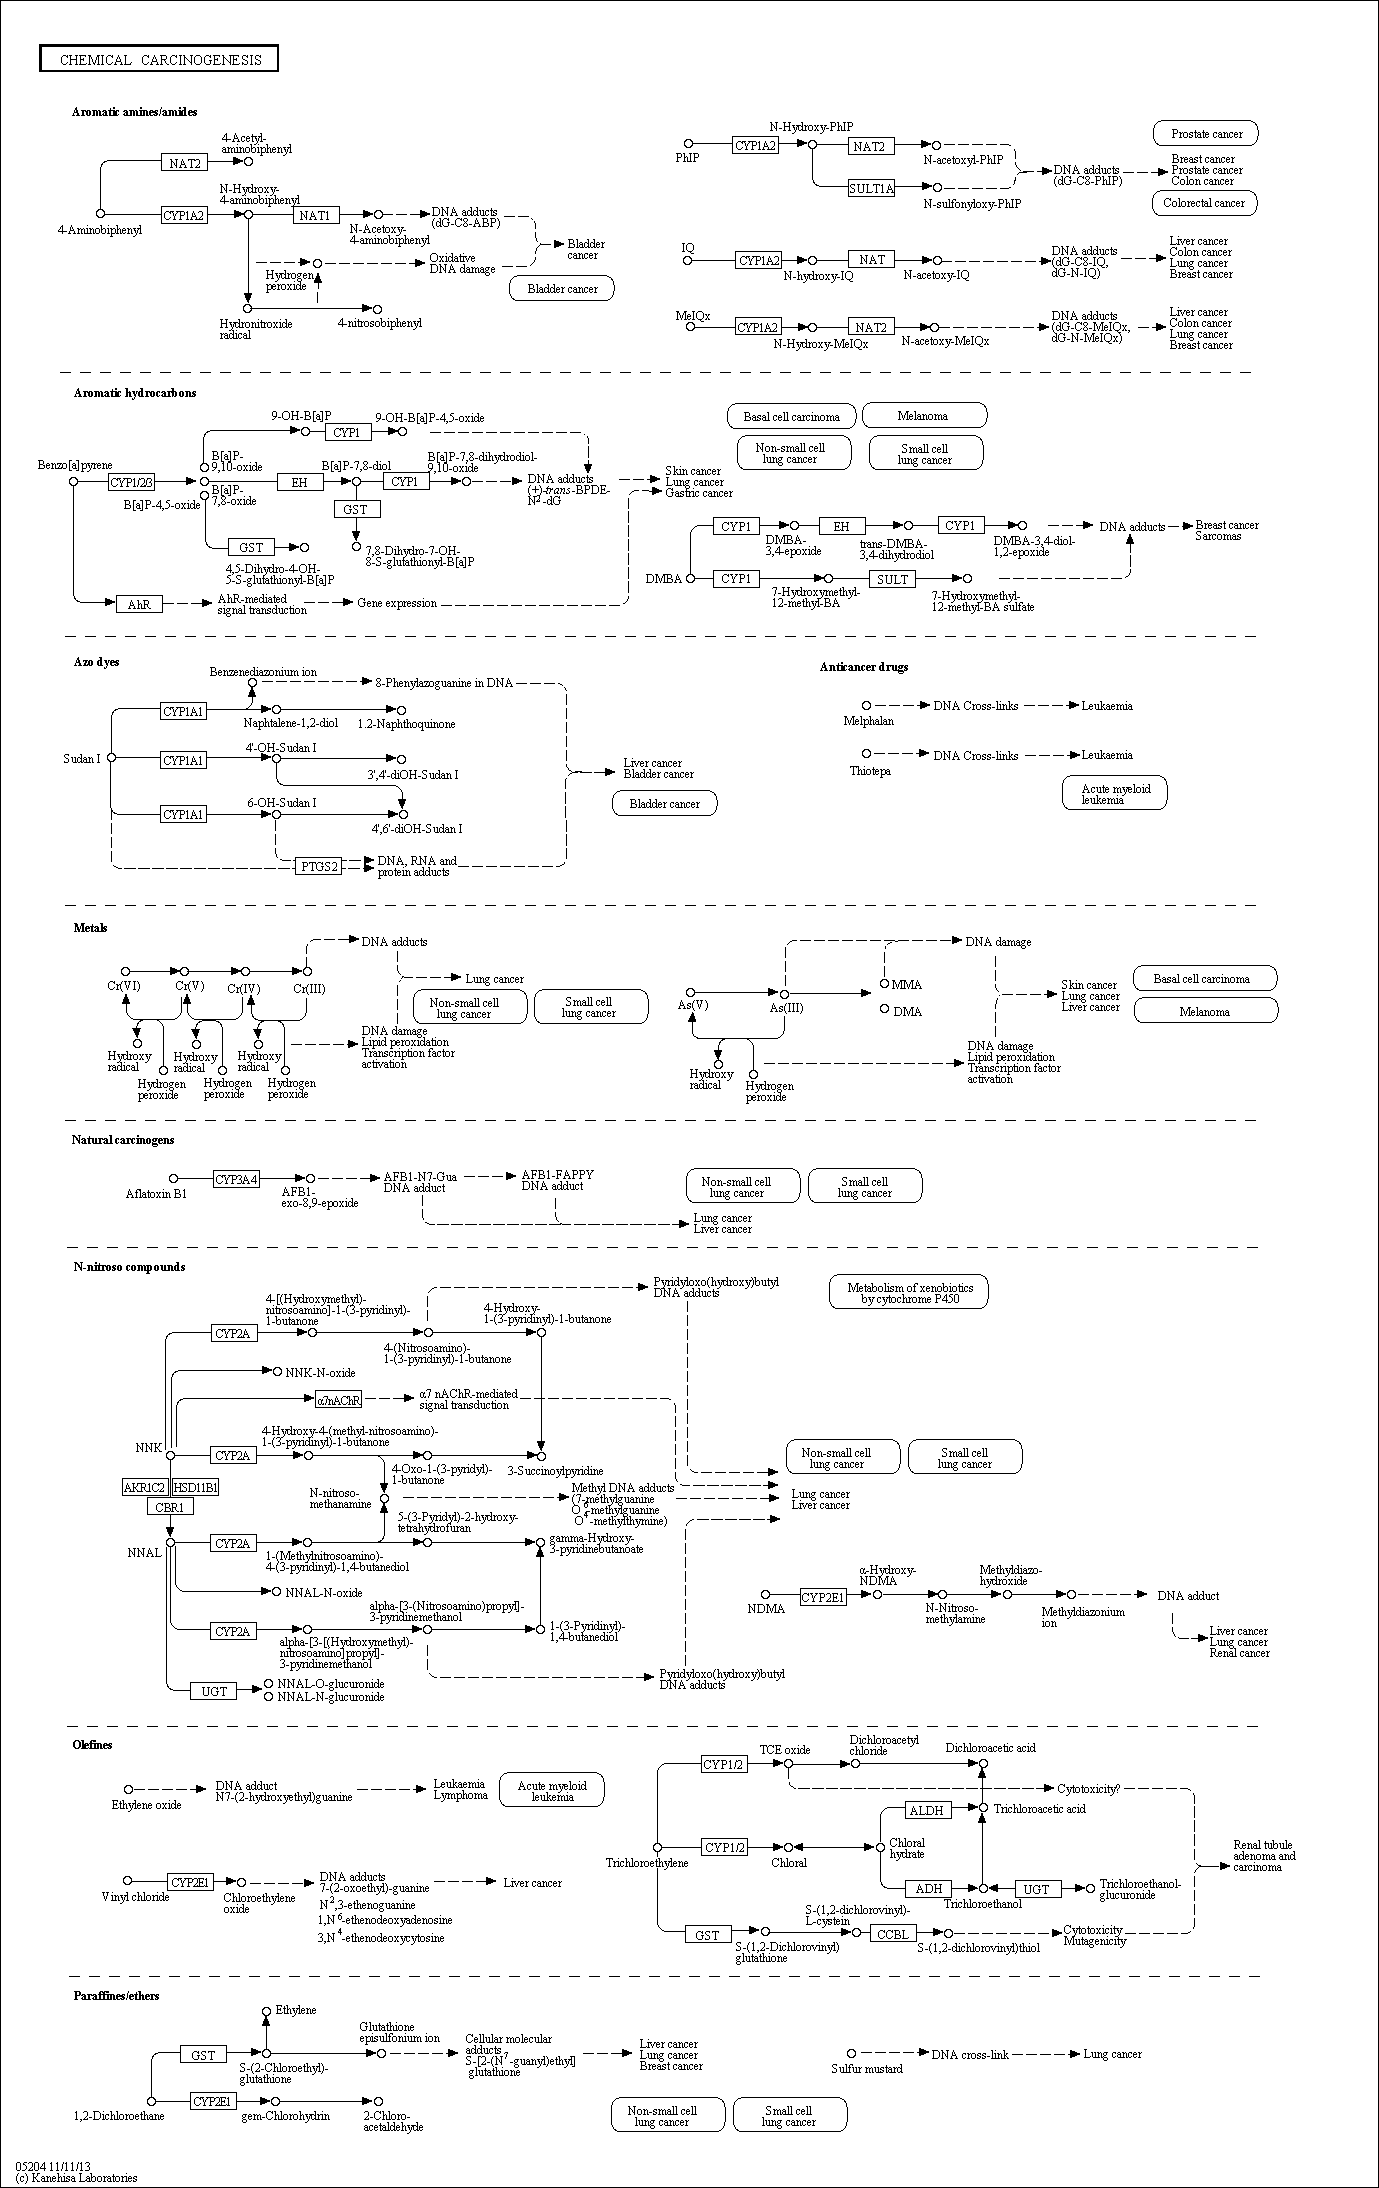 CHEMICAL CARCINOGENESIS
Aromatic amines/amides
4-Acetyl-
aminobiphenyl
NAT2
N-Hydroxy-
4-aminobiphenyl
CYP1A2
NAT1
4-Aminobiphenyl
N-Acetoxy-
4-aminobiphenyl
DNA adducts
(dG-C8-ABP)
Bladder
cancer
Oxidative
DNA damage
Hydrogen
peroxide
Bladder cancer
Hydronitroxide
radical
4-nitrosobiphenyl
N-Hydroxy-PhIP
PhIP
CYP1A2
NAT2
N-acetoxyl-PhIP
SULT1A
N-sulfonyloxy-PhIP
DNA adducts
(dG-C8-PhIP)
Prostate cancer
Breast cancer
Prostate cancer
Colon cancer
Colorectal cancer
IQ
CYP1A2
N-hydroxy-IQ
NAT
N-acetoxy-IQ
DNA adducts
(dG-C8-IQ,
dG-N-IQ)
Liver cancer
Colon cancer
Lung cancer
Breast cancer
MeIQx
CYP1A2
N-Hydroxy-MeIQx
NAT2
N-acetoxy-MeIQx
DNA adducts
(dG-C8-MeIQx,
dG-N-MeIQx)
Liver cancer
Colon cancer
Lung cancer
Breast cancer
Aromatic hydrocarbons
9-OH-B[a]P
CYP1
9-OH-B[a]P-4,5-oxide
Benzo[a]pyrene
CYP1/2/3
B[a]P-
9,10-oxide
B[a]P-4,5-oxide
B[a]P-
7,8-oxide
EH
B[a]P-7,8-diol
CYP1
B[a]P-7,8-dihydrodiol-
9,10-oxide
GST
DNA adducts
(+)-trans-BPDE-
N2-dG
Skin cancer
Lung cancer
Gastric cancer
GST
4,5-Dihydro-4-OH-
5-S-glutathionyl-B[a]P
7,8-Dihydro-7-OH-
8-S-glutathionyl-B[a]P
AhR
AhR-mediated
signal transduction
Gene expression
Basal cell carcinoma
Melanoma
Non-small cell
lung cancer
Small cell
lung cancer
CYP1
DMBA-
3,4-epoxide
EH
trans-DMBA-
3,4-dihydrodiol
CYP1
DMBA-3,4-diol-
1,2-epoxide
DNA adducts
Breast cancer
Sarcomas
DMBA
CYP1
7-Hydroxymethyl-
12-methyl-BA
SULT
7-Hydroxymethyl-
12-methyl-BA sulfate
Azo dyes
Benzenediazonium ion
8-Phenylazoguanine in DNA
CYP1A1
Naphtalene-1,2-diol
1.2-Naphthoquinone
Sudan I
CYP1A1
4'-OH-Sudan I
3',4'-diOH-Sudan I
CYP1A1
6-OH-Sudan I
4',6'-diOH-Sudan I
PTGS2
DNA, RNA and
protein adducts
Liver cancer
Bladder cancer
Bladder cancer
Anticancer drugs
Melphalan
DNA Cross-links
Leukaemia
Thiotepa
DNA Cross-links
Leukaemia
Acute myeloid
leukemia
Metals
Cr(VI)
Cr(V)
Cr(IV)
Cr(III)
DNA adducts
Lung cancer
Non-small cell
lung cancer
Small cell
lung cancer
Hydroxy
radical
Hydroxy
radical
Hydroxy
radical
Hydrogen
peroxide
Hydrogen
peroxide
Hydrogen
peroxide
DNA damage
Lipid peroxidation
Transcription factor
activation
As(V)
As(III)
MMA
DMA
DNA damage
Skin cancer
Lung cancer
Liver cancer
Basal cell carcinoma
Melanoma
Hydroxy
radical
Hydrogen
peroxide
DNA damage
Lipid peroxidation
Transcription factor
activation
Natural carcinogens
Aflatoxin B1
CYP3A4
AFB1-
exo-8,9-epoxide
AFB1-N7-Gua
DNA adduct
AFB1-FAPPY
DNA adduct
Non-small cell
lung cancer
Small cell
lung cancer
Lung cancer
Liver cancer
N-nitroso compounds
4-[(Hydroxymethyl)-
nitrosoamino]-1-(3-pyridinyl)-
1-butanone
CYP2A
4-(Nitrosoamino)-
1-(3-pyridinyl)-1-butanone
4-Hydroxy-
1-(3-pyridinyl)-1-butanone
Pyridyloxo(hydroxy)butyl
DNA adducts
Metabolism of xenobiotics
by cytochrome P450
NNK-N-oxide
α7nAChR
α7 nAChR-mediated
signal transduction
NNK
CYP2A
4-Hydroxy-4-(methyl-nitrosoamino)-
1-(3-pyridinyl)-1-butanone
4-Oxo-1-(3-pyridyl)-
1-butanone
3-Succinoylpyridine
AKR1C2
HSD11B1
CBR1
N-nitroso-
methanamine
Methyl DNA adducts
(7-methylguanine
O6-methylguanine
O4-methylthymine)
Non-small cell
lung cancer
Small cell
lung cancer
Lung cancer
Liver cancer
NNAL
CYP2A
1-(Methylnitrosoamino)-
4-(3-pyridinyl)-1,4-butanediol
5-(3-Pyridyl)-2-hydroxy-
tetrahydrofuran
gamma-Hydroxy-
3-pyridinebutanoate
NNAL-N-oxide
alpha-[3-(Nitrosoamino)propyl]-
3-pyridinemethanol
CYP2A
alpha-[3-[(Hydroxymethyl)-
nitrosoamino]propyl]-
3-pyridinemethanol
1-(3-Pyridinyl)-
1,4-butanediol
UGT
NNAL-O-glucuronide
NNAL-N-glucuronide
Pyridyloxo(hydroxy)butyl
DNA adducts
NDMA
CYP2E1
α-Hydroxy-
NDMA
N-Nitroso-
methylamine
Methyldiazo-
hydroxide
Methyldiazonium
ion
DNA adduct
Liver cancer
Lung cancer
Renal cancer
Olefines
Ethylene oxide
DNA adduct
N7-(2-hydroxyethyl)guanine
Leukaemia
Lymphoma
Acute myeloid
leukemia
Vinyl chloride
CYP2E1
Chloroethylene
oxide
DNA adducts
7-(2-oxoethyl)-guanine
N2,3-ethenoguanine
1,N6-ethenodeoxyadenosine
3,N4-ethenodeoxycytosine
Liver cancer
CYP1/2
TCE oxide
Dichloroacetyl
chloride
Dichloroacetic acid
Cytotoxicity?
ALDH
Trichloroacetic acid
Trichloroethylene
CYP1/2
Chloral
Chloral
hydrate
ADH
Trichloroethanol
UGT
Trichloroethanol-
glucuronide
Renal tubule
adenoma and
carcinoma
GST
S-(1,2-Dichlorovinyl)
glutathione
S-(1,2-dichlorovinyl)-
L-cystein
CCBL
S-(1,2-dichlorovinyl)thiol
Cytotoxicity
Mutagenicity
Paraffines/ethers
Ethylene
GST
S-(2-Chloroethyl)-
glutathione
Glutathione
episulfonium ion
Cellular molecular
adducts
S-[2-(N7-guanyl)ethyl]
glutathione
Liver cancer
Lung cancer
Breast cancer
1,2-Dichloroethane
CYP2E1
gem-Chlorohydrin
2-Chloro-
acetaldehyde
Non-small cell
lung cancer
Small cell
lung cancer
Sulfur mustard
DNA cross-link
Lung cancer
05204 11/11/13
(c) Kanehisa Laboratories